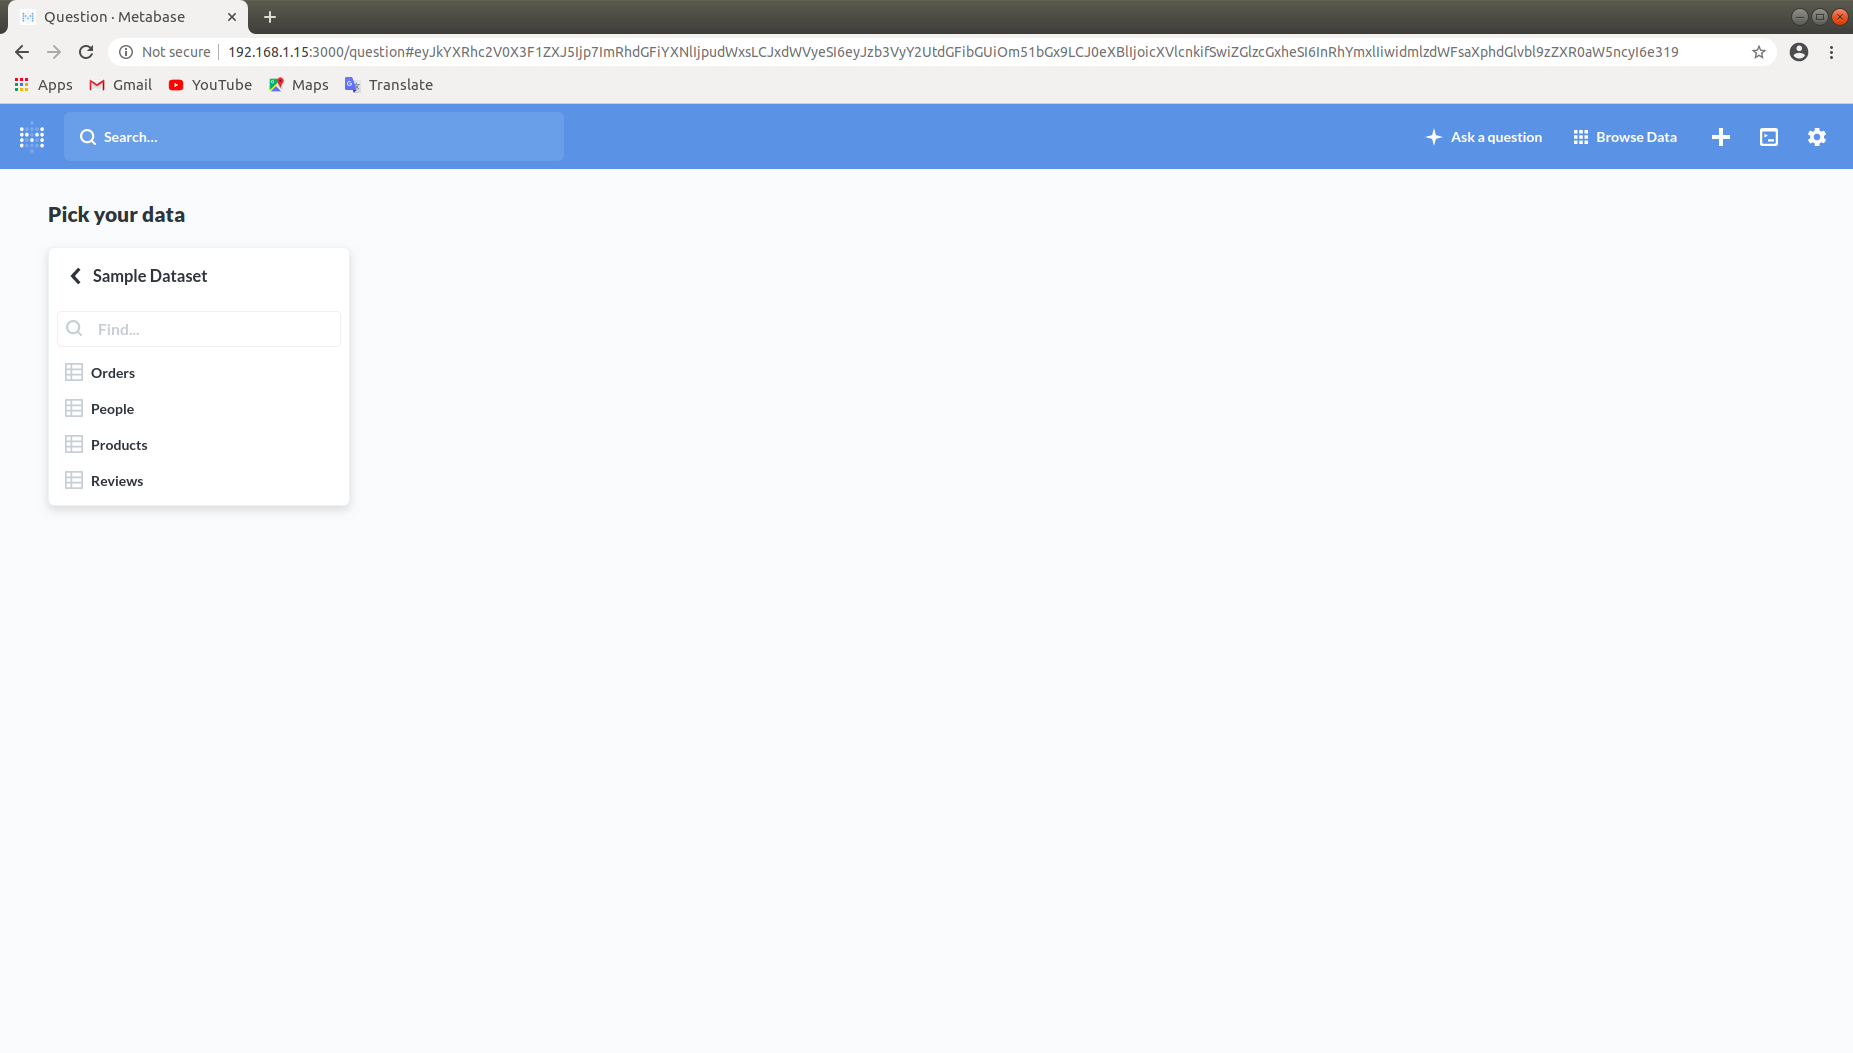 Question · Metabase
Not secure
192.168.1.15:3000/question#eyJkYXRhc2V0X3F1ZXJ5Ijp7ImRhdGFiYXNlIjpudWxsLCJxdWVyeSI6eyJzb3VyY2UtdGFibGUiOm51bGx9LCJ0eXBlIjoicXVlcnkifSwiZGlzcGxheSI6InRhYmxlIiwidmlzdWFsaXphdGlvbl9zZXR0aW5ncyI6e319
Apps Gmail YouTube Maps Translate
Search...
Ask a question
Browse Data
Pick your data
Sample Dataset
Find...
Orders
People
Products
Reviews